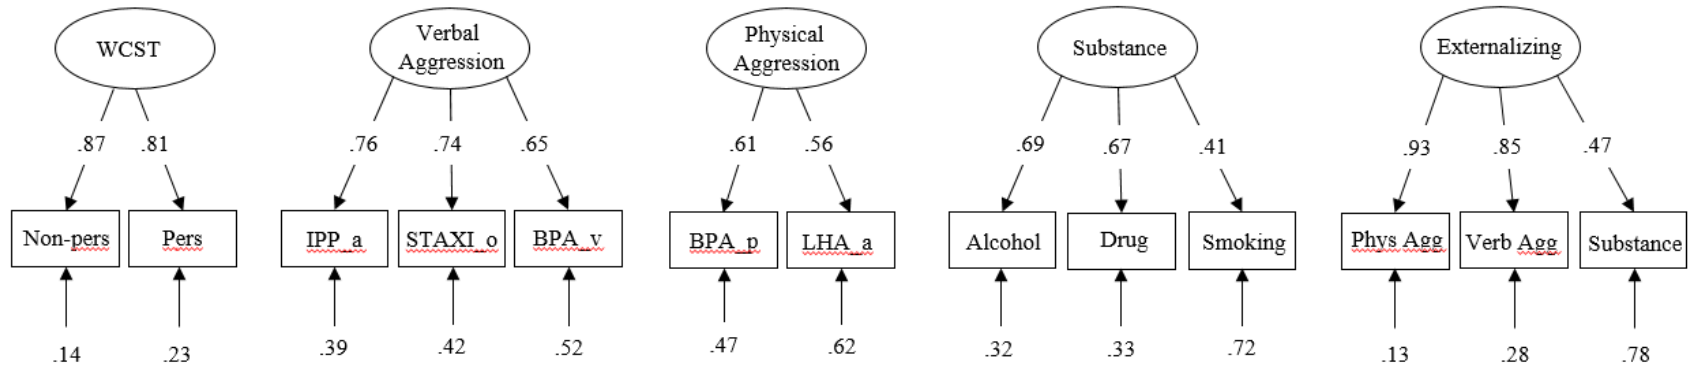 WCST
.87 .81
Non-pers Pers
.14 .23
Verbal
Aggression
.76 .74 .65
IPP_a STAXI_o BPA_v
.39 .42 .52
Physical
Aggression
.61 .56
BPA_p LHA_a
.47 .62
Substance
.69 .67 .41
Alcohol Drug Smoking
.32 .33 .72
Externalizing
.93 .85 .47
Phys Agg Verb Agg Substance
.13 .28 .78